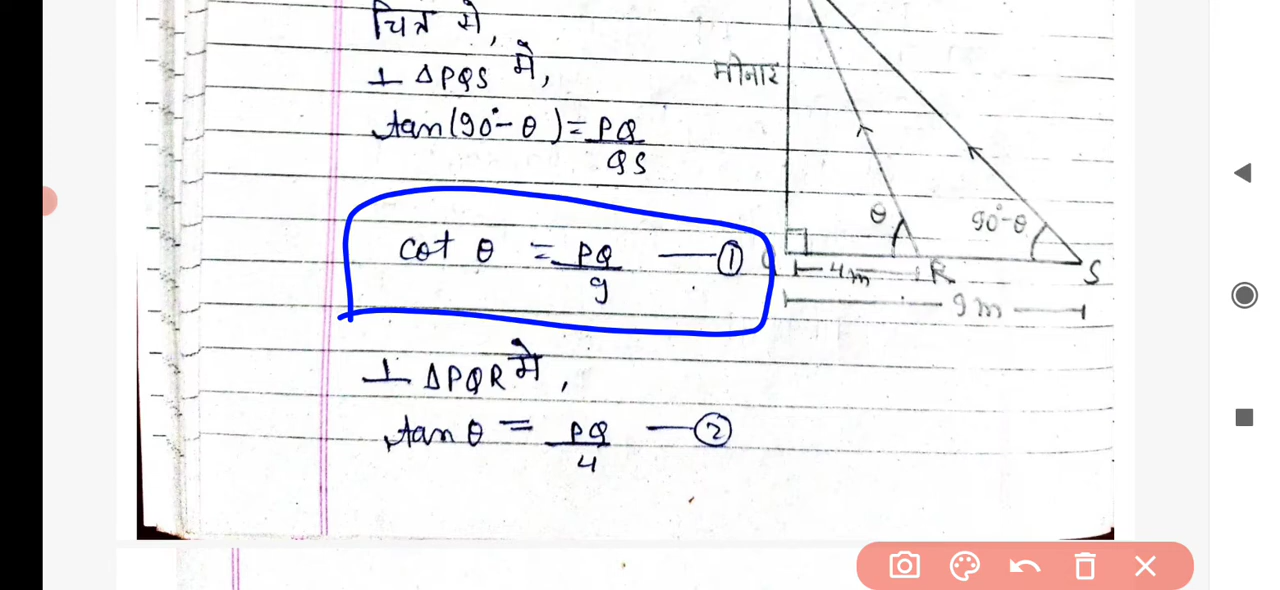 चित्र में,
⊥ ΔPQS में,
मीनार
tan(90°-θ) = PQ/QS
cot θ = PQ/9 — ①
θ
90°-θ
Q
4m
R
S
9m
⊥ ΔPQR में,
tan θ = PQ/4 — ②